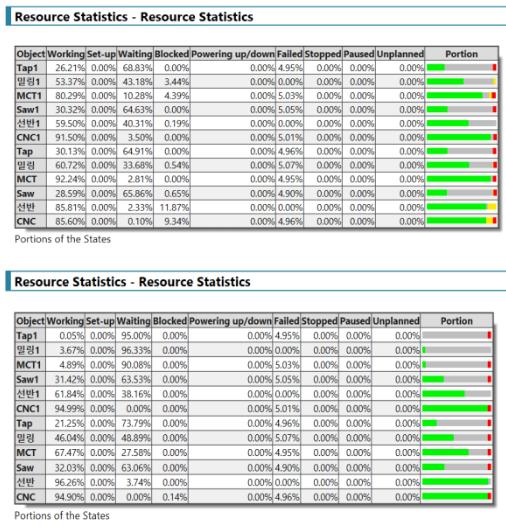 Resource Statistics - Resource Statistics
Object Working Set-up Waiting Blocked Powering up/down Failed Stopped Paused Unplanned Portion
Tap1 26.21% 0.00% 68.83% 0.00% 0.00% 4.95% 0.00% 0.00% 0.00%
밀링1 53.37% 0.00% 43.18% 3.44% 0.00% 0.00% 0.00% 0.00% 0.00%
MCT1 80.29% 0.00% 10.28% 4.39% 0.00% 5.03% 0.00% 0.00% 0.00%
Saw1 30.32% 0.00% 64.63% 0.00% 0.00% 5.05% 0.00% 0.00% 0.00%
선반1 59.50% 0.00% 40.31% 0.19% 0.00% 0.00% 0.00% 0.00% 0.00%
CNC1 91.50% 0.00% 3.50% 0.00% 0.00% 5.01% 0.00% 0.00% 0.00%
Tap 30.13% 0.00% 64.91% 0.00% 0.00% 4.96% 0.00% 0.00% 0.00%
밀링 60.72% 0.00% 33.68% 0.54% 0.00% 5.07% 0.00% 0.00% 0.00%
MCT 92.24% 0.00% 2.81% 0.00% 0.00% 4.95% 0.00% 0.00% 0.00%
Saw 28.59% 0.00% 65.86% 0.65% 0.00% 4.90% 0.00% 0.00% 0.00%
선반 85.81% 0.00% 2.33% 11.87% 0.00% 0.00% 0.00% 0.00% 0.00%
CNC 85.60% 0.00% 0.10% 9.34% 0.00% 4.96% 0.00% 0.00% 0.00%
Portions of the States
Resource Statistics - Resource Statistics
Object Working Set-up Waiting Blocked Powering up/down Failed Stopped Paused Unplanned Portion
Tap1 0.05% 0.00% 95.00% 0.00% 0.00% 4.95% 0.00% 0.00% 0.00%
밀링1 3.67% 0.00% 96.33% 0.00% 0.00% 0.00% 0.00% 0.00% 0.00%
MCT1 4.89% 0.00% 90.08% 0.00% 0.00% 5.03% 0.00% 0.00% 0.00%
Saw1 31.42% 0.00% 63.53% 0.00% 0.00% 5.05% 0.00% 0.00% 0.00%
선반1 61.84% 0.00% 38.16% 0.00% 0.00% 0.00% 0.00% 0.00% 0.00%
CNC1 94.99% 0.00% 0.00% 0.00% 0.00% 5.01% 0.00% 0.00% 0.00%
Tap 21.25% 0.00% 73.79% 0.00% 0.00% 4.96% 0.00% 0.00% 0.00%
밀링 46.04% 0.00% 48.89% 0.00% 0.00% 5.07% 0.00% 0.00% 0.00%
MCT 67.47% 0.00% 27.58% 0.00% 0.00% 4.95% 0.00% 0.00% 0.00%
Saw 32.03% 0.00% 63.06% 0.00% 0.00% 4.90% 0.00% 0.00% 0.00%
선반 96.26% 0.00% 3.74% 0.00% 0.00% 0.00% 0.00% 0.00% 0.00%
CNC 94.90% 0.00% 0.00% 0.14% 0.00% 4.96% 0.00% 0.00% 0.00%
Portions of the States